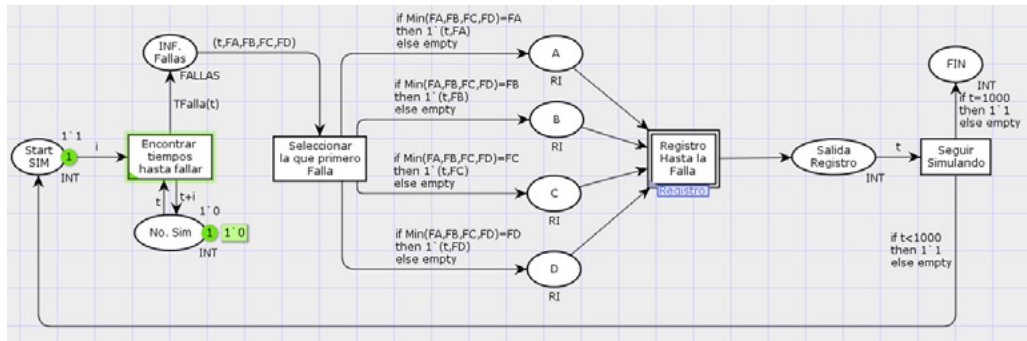 INF.
Fallas
(t,FA,FB,FC,FD)
FALLAS
TFalla(t)
1`1
Start
SIM
1
i
INT
Encontrar
tiempos
hasta fallar
t
t+i
1`0
No. Sim
1
1`0
INT
Seleccionar
la que primero
Falla
if Min(FA,FB,FC,FD)=FA
then 1`(t,FA)
else empty
A
RI
if Min(FA,FB,FC,FD)=FB
then 1`(t,FB)
else empty
B
RI
if Min(FA,FB,FC,FD)=FC
then 1`(t,FC)
else empty
C
RI
if Min(FA,FB,FC,FD)=FD
then 1`(t,FD)
else empty
D
RI
Registro
Hasta la
Falla
Registro
Salida
Registro
INT
t
Seguir
Simulando
FIN
INT
if t=1000
then 1`1
else empty
if t<1000
then 1`1
else empty